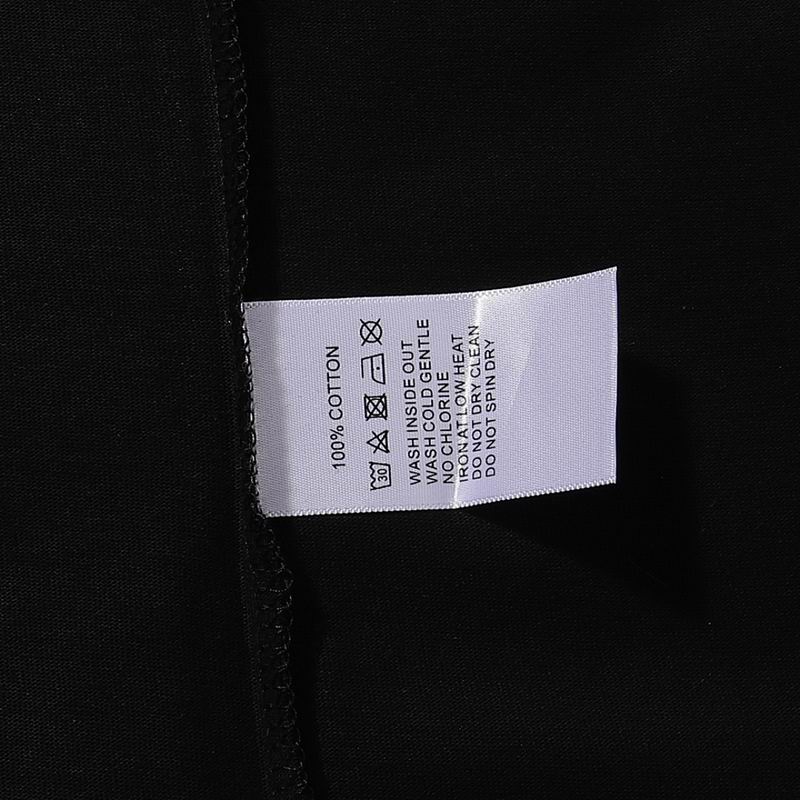 100% COTTON
30
WASH INSIDE OUT
WASH COLD GENTLE
NO CHLORINE
IRON AT LOW HEAT
DO NOT DRY CLEAN
DO NOT SPIN DRY